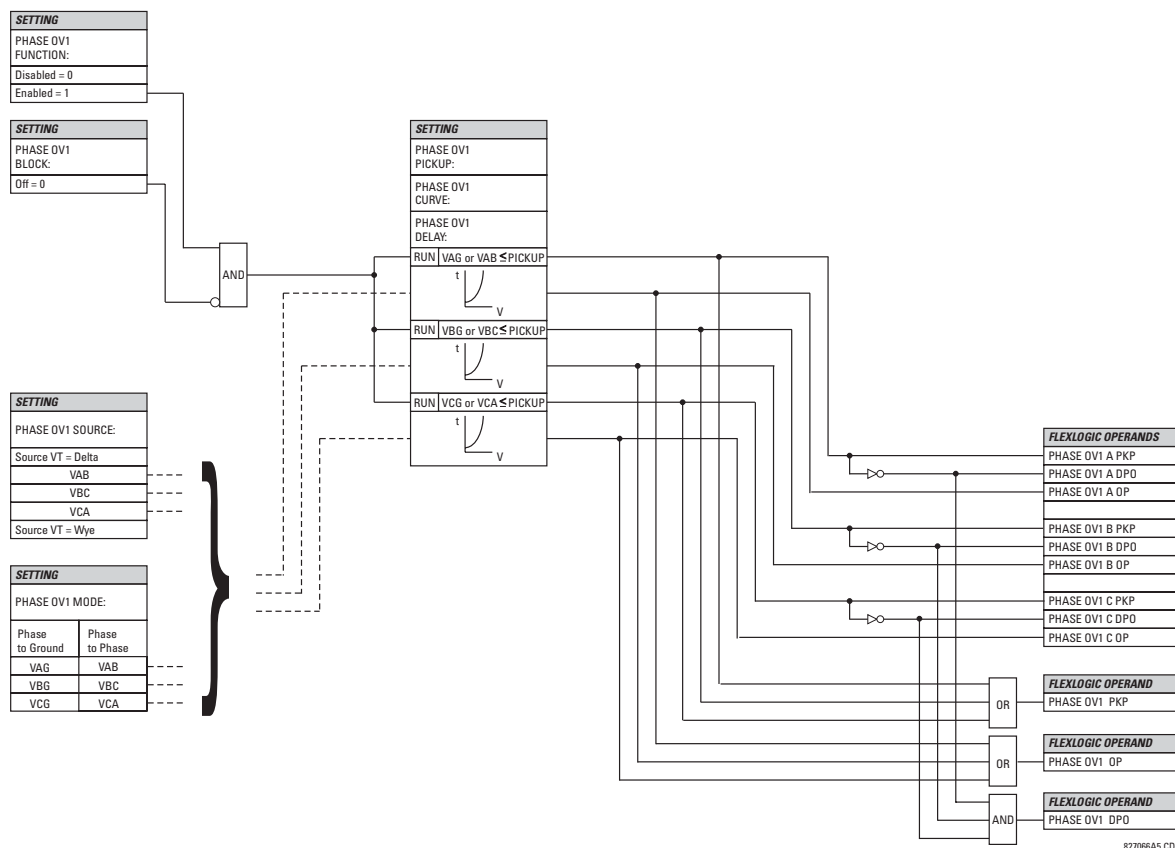 SETTING
PHASE OV1
FUNCTION:
Disabled = 0
Enabled = 1
SETTING
PHASE OV1
BLOCK:
Off = 0
AND
SETTING
PHASE OV1
PICKUP:
PHASE OV1
CURVE:
PHASE OV1
DELAY:
RUN VAG or VAB ≤ PICKUP
t
V
RUN VBG or VBC ≤ PICKUP
t
V
RUN VCG or VCA ≤ PICKUP
t
V
SETTING
PHASE OV1 SOURCE:
Source VT = Delta
VAB
VBC
VCA
Source VT = Wye
SETTING
PHASE OV1 MODE:
Phase
to Ground
Phase
to Phase
VAG VAB
VBG VBC
VCG VCA
FLEXLOGIC OPERANDS
PHASE OV1 A PKP
PHASE OV1 A DPO
PHASE OV1 A OP
PHASE OV1 B PKP
PHASE OV1 B DPO
PHASE OV1 B OP
PHASE OV1 C PKP
PHASE OV1 C DPO
PHASE OV1 C OP
OR
FLEXLOGIC OPERAND
PHASE OV1 PKP
OR
FLEXLOGIC OPERAND
PHASE OV1 OP
AND
FLEXLOGIC OPERAND
PHASE OV1 DPO
827066A5.CD